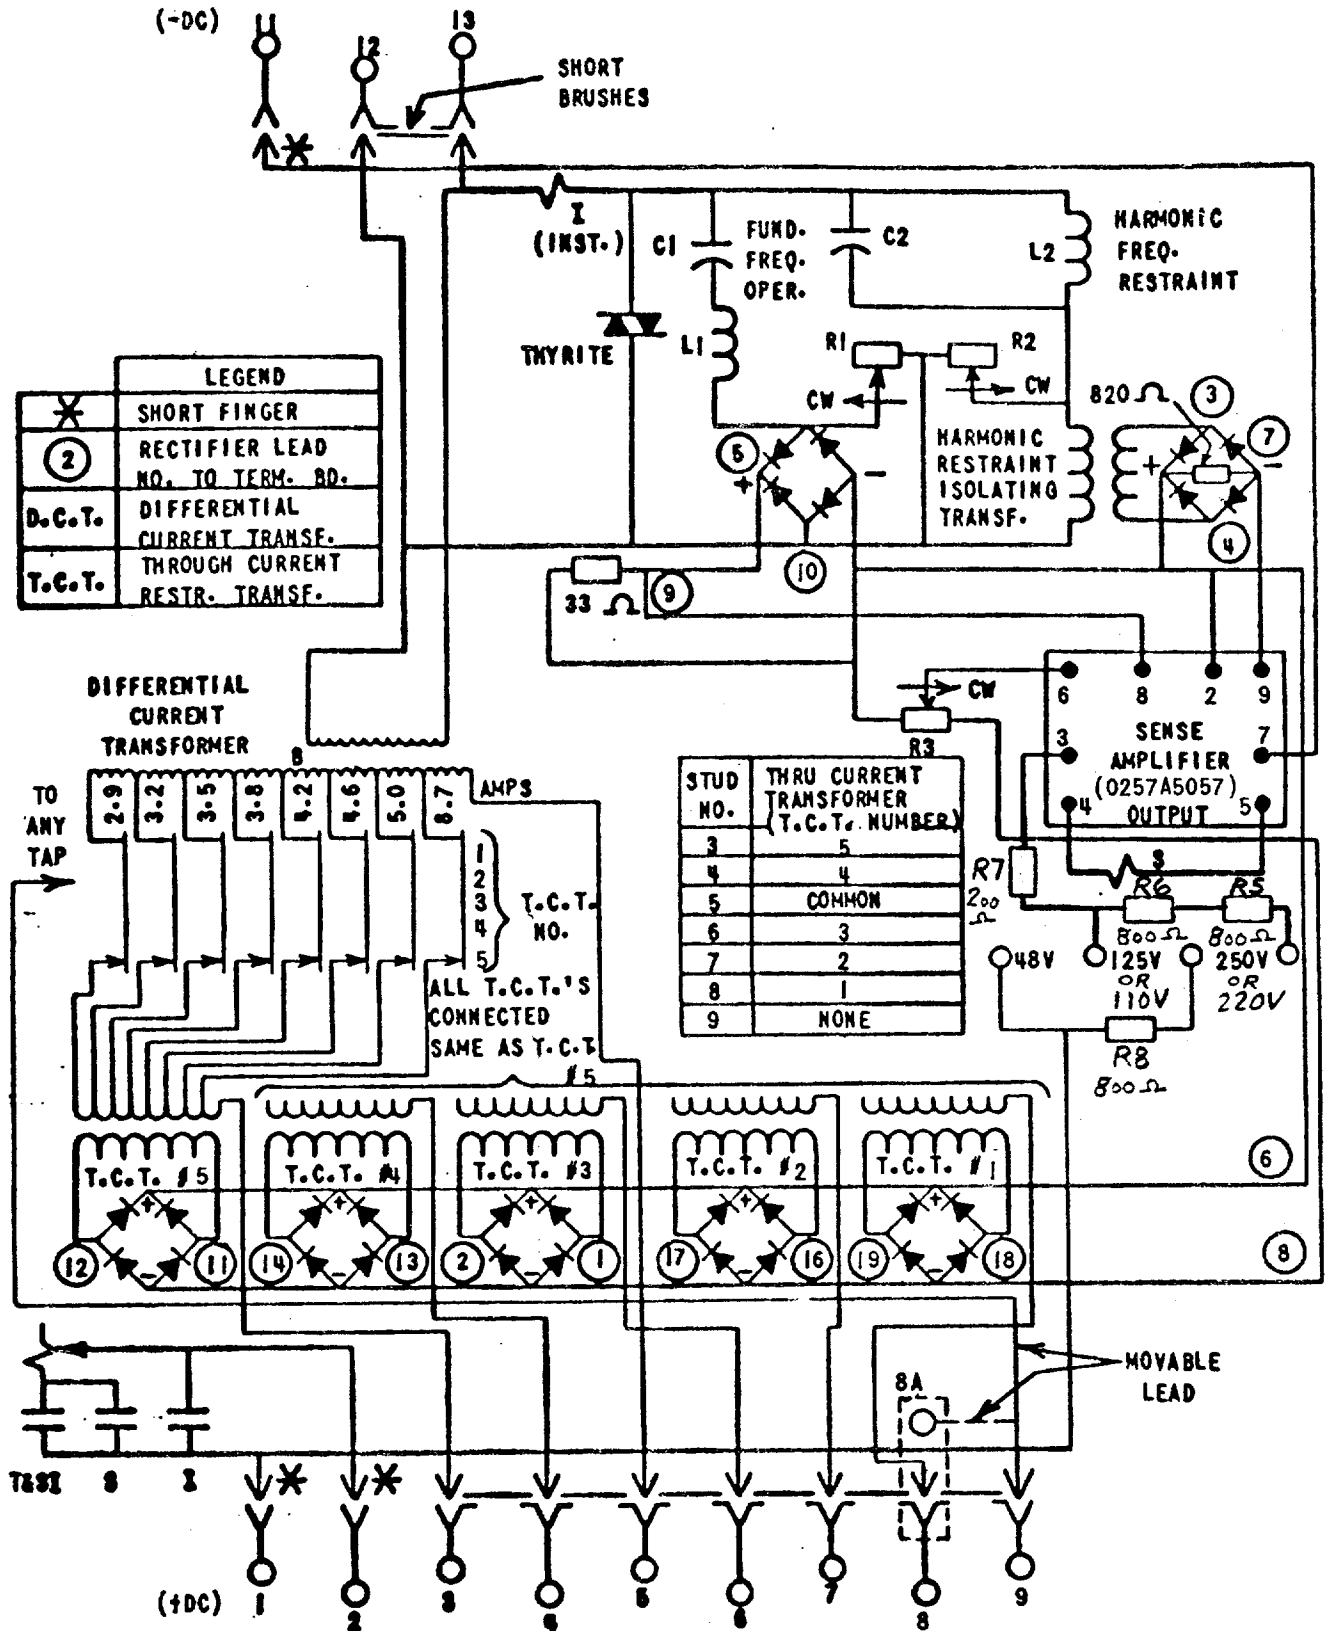 (-DC)
11
12
13
SHORT
BRUSHES
I
(INST.)
C1
FUND.
FREQ.
OPER.
C2
L2
HARMONIC
FREQ.
RESTRAINT
THYRITE
L1
R1
R2
CW
CW
820 Ω
3
7
5
+
-
HARMONIC
RESTRAINT
ISOLATING
TRANSF.
+
-
4
10
LEGEND
SHORT FINGER
2
RECTIFIER LEAD
NO. TO TERM. BD.
D.C.T.
DIFFERENTIAL
CURRENT TRANSF.
T.C.T.
THROUGH CURRENT
RESTR. TRANSF.
33 Ω
9
DIFFERENTIAL
CURRENT
TRANSFORMER
CW
R3
6 8 2 9
3
SENSE
7
AMPLIFIER
(0257A5057)
4
OUTPUT
5
S
TO
ANY
TAP
2.9
3.2
3.5
3.8
4.2
4.6
5.0
8.7
AMPS
1
2
3
4
5
T.C.T.
NO.
ALL T.C.T.'S
CONNECTED
SAME AS T.C.T.
#5
STUD
NO.
THRU CURRENT
TRANSFORMER
(T.C.T. NUMBER)
3 5
4 4
5 COMMON
6 3
7 2
8 1
9 NONE
R7
200
Ω
R6
800Ω
R5
800Ω
48V
125V
OR
110V
250V
OR
220V
R8
800Ω
T.C.T. #5
T.C.T. #4
T.C.T. #3
T.C.T. #2
T.C.T. #1
6
+ + + + +
12
11
14
13
2
1
17
16
19
18
8
- - - - -
MOVABLE
LEAD
8A
TEST
S
I
(+DC)
1
2
3
4
5
6
7
8
9